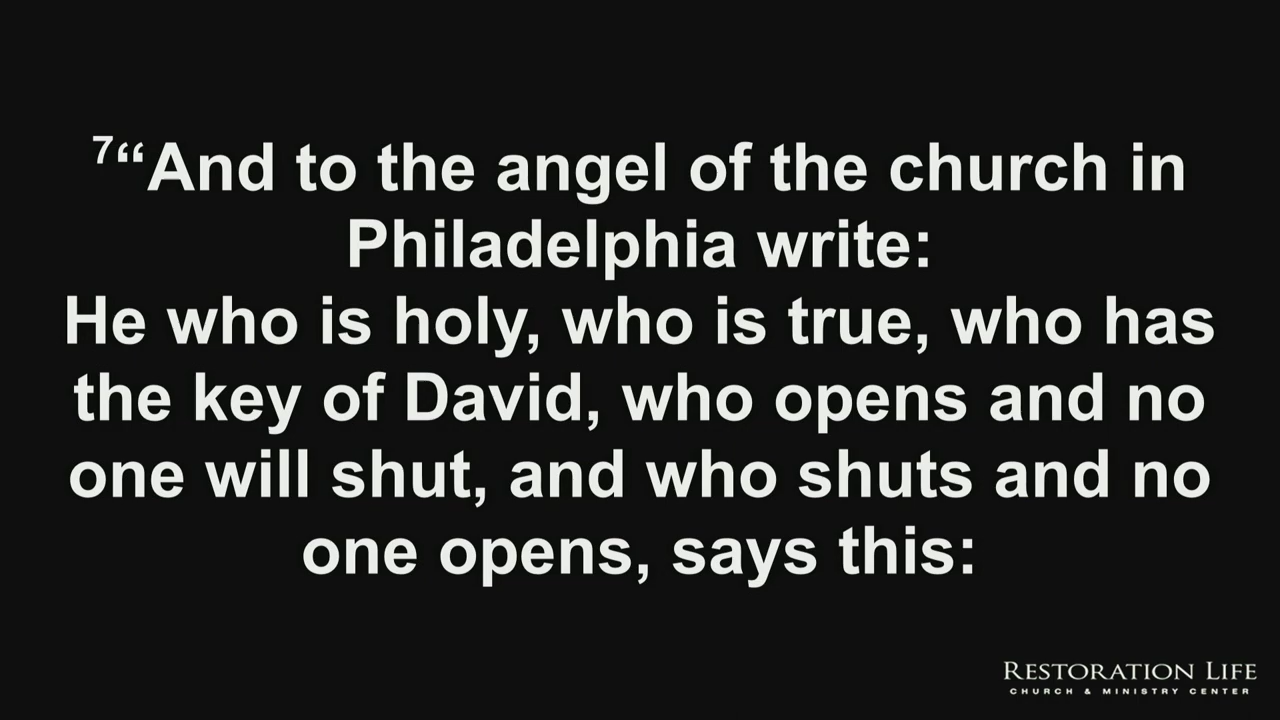 7“And to the angel of the church in
Philadelphia write:
He who is holy, who is true, who has
the key of David, who opens and no
one will shut, and who shuts and no
one opens, says this:
RESTORATION LIFE
CHURCH & MINISTRY CENTER